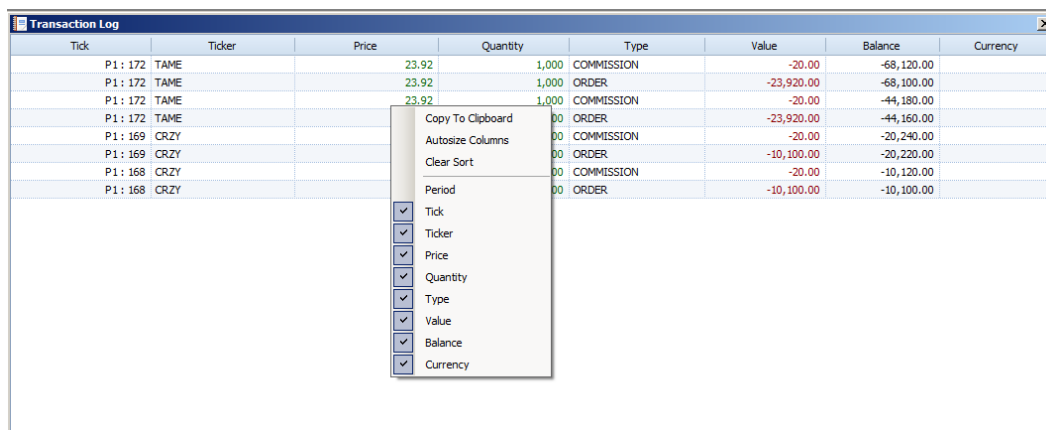 Transaction Log
Tick Ticker Price Quantity Type Value Balance Currency
P1 : 172 TAME 23.92 1,000 COMMISSION -20.00 -68,120.00
P1 : 172 TAME 23.92 1,000 ORDER -23,920.00 -68,100.00
P1 : 172 TAME 23.92 1,000 COMMISSION -20.00 -44,180.00
P1 : 172 TAME 00 ORDER -23,920.00 -44,160.00
P1 : 169 CRZY 00 COMMISSION -20.00 -20,240.00
P1 : 169 CRZY 00 ORDER -10,100.00 -20,220.00
P1 : 168 CRZY 00 COMMISSION -20.00 -10,120.00
P1 : 168 CRZY 00 ORDER -10,100.00 -10,100.00
Copy To Clipboard
Autosize Columns
Clear Sort
Period
Tick
Ticker
Price
Quantity
Type
Value
Balance
Currency